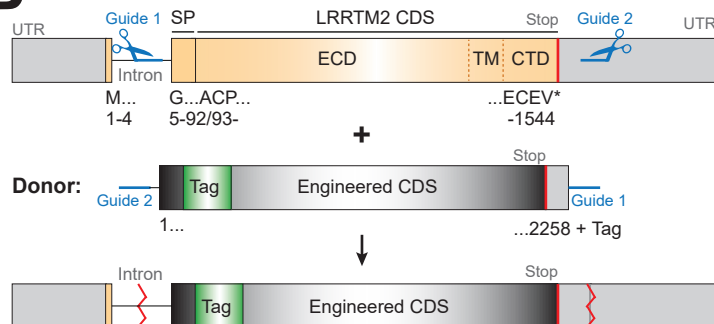 Guide 1 SP LRRTM2 CDS Stop Guide 2 UTR
UTR
ECD TM CTD
Intron
M... G...ACP... ...ECEV*
1-4 5-92/93- -1544
+
Stop
Donor: Tag Engineered CDS
Guide 2 Guide 1
1... ...2258 + Tag
Intron Stop
Tag Engineered CDS